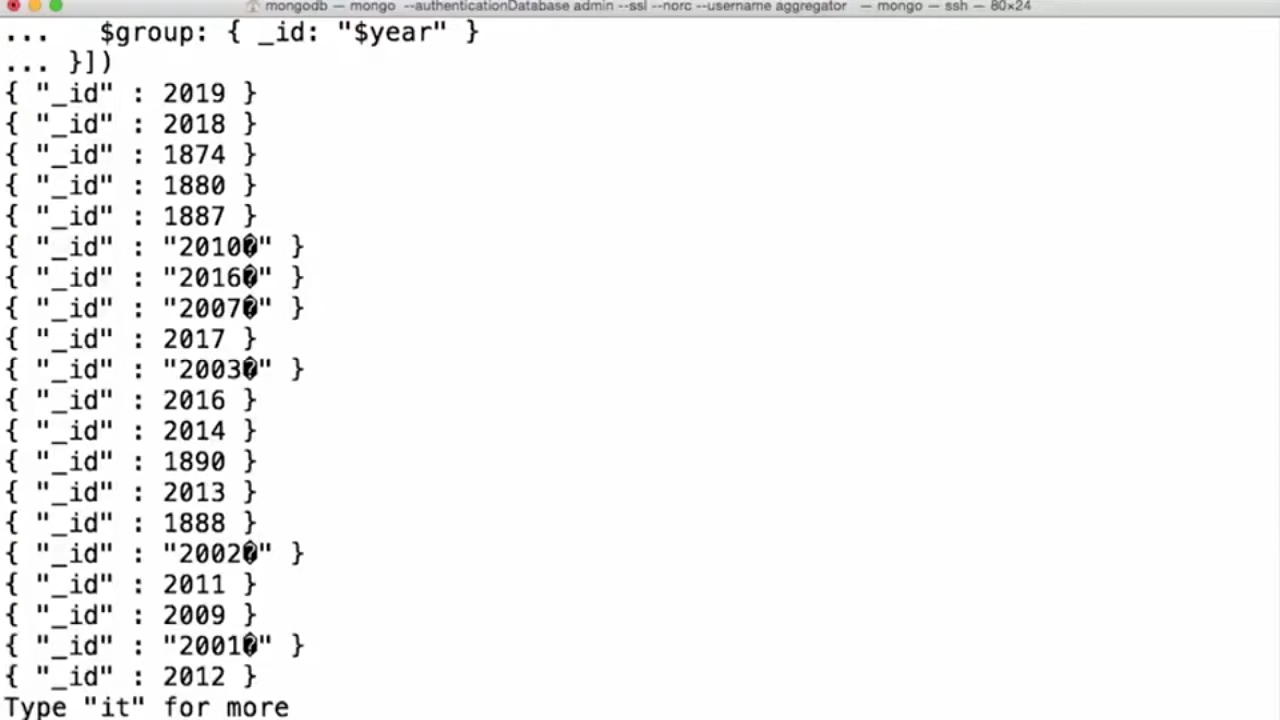 mongodb — mongo --authenticationDatabase admin --ssl --norc --username aggregator — mongo — ssh — 80×24
... $group: { _id: "$year" }
... }])
{ "_id" : 2019 }
{ "_id" : 2018 }
{ "_id" : 1874 }
{ "_id" : 1880 }
{ "_id" : 1887 }
{ "_id" : "2010�" }
{ "_id" : "2016�" }
{ "_id" : "2007�" }
{ "_id" : 2017 }
{ "_id" : "2003�" }
{ "_id" : 2016 }
{ "_id" : 2014 }
{ "_id" : 1890 }
{ "_id" : 2013 }
{ "_id" : 1888 }
{ "_id" : "2002�" }
{ "_id" : 2011 }
{ "_id" : 2009 }
{ "_id" : "2001�" }
{ "_id" : 2012 }
Type "it" for more